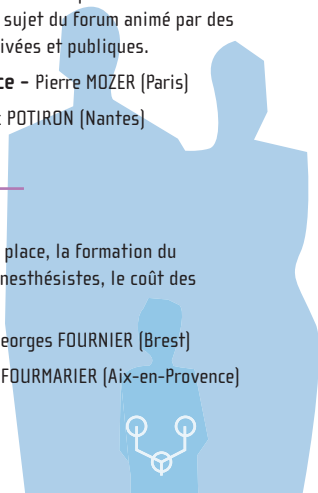 sujet du forum animé par des
ivées et publiques.
ce – Pierre MOZER (Paris)
POTIRON (Nantes)
place, la formation du
nesthésistes, le coût des
eorges FOURNIER (Brest)
FOURMARIER (Aix-en-Provence)